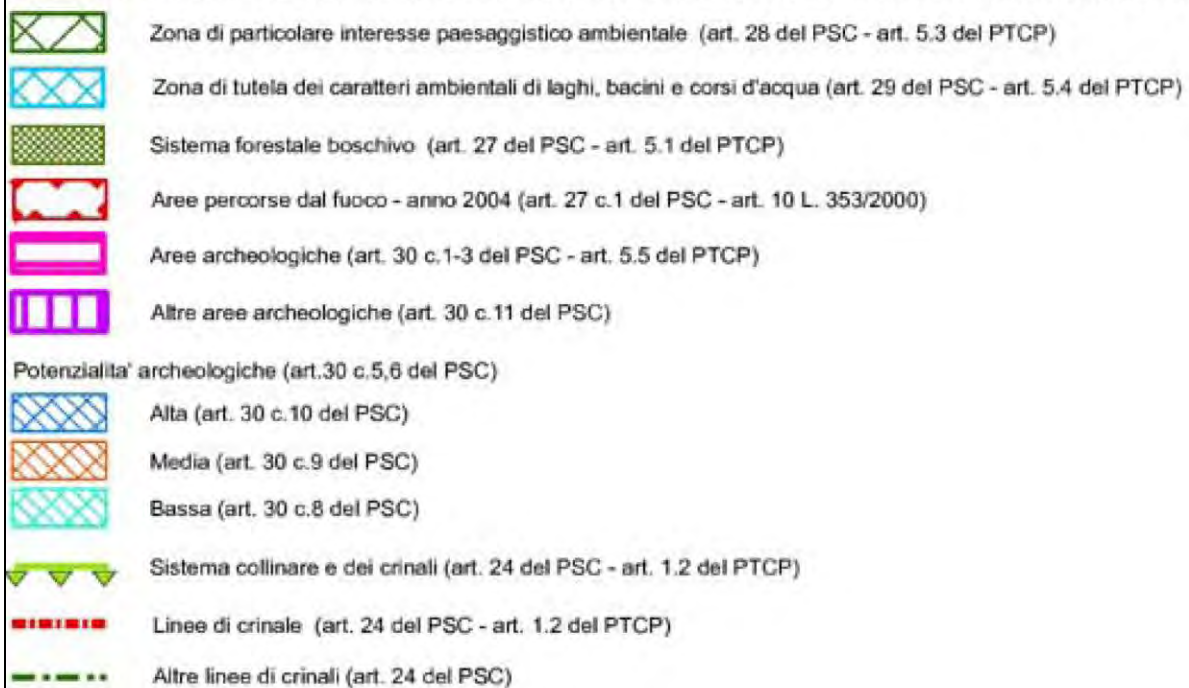 Zona di particolare interesse paesaggistico ambientale (art. 28 del PSC - art. 5.3 del PTCP)
Zona di tutela dei caratteri ambientali di laghi, bacini e corsi d'acqua (art. 29 del PSC - art. 5.4 del PTCP)
Sistema forestale boschivo (art. 27 del PSC - art. 5.1 del PTCP)
Aree percorse dal fuoco - anno 2004 (art. 27 c.1 del PSC - art. 10 L. 353/2000)
Aree archeologiche (art. 30 c.1-3 del PSC - art. 5.5 del PTCP)
Altre aree archeologiche (art. 30 c.11 del PSC)
Potenzialita' archeologiche (art.30 c.5,6 del PSC)
Alta (art. 30 c.10 del PSC)
Media (art. 30 c.9 del PSC)
Bassa (art. 30 c.8 del PSC)
Sistema collinare e dei crinali (art. 24 del PSC - art. 1.2 del PTCP)
Linee di crinale (art. 24 del PSC - art. 1.2 del PTCP)
Altre linee di crinali (art. 24 del PSC)